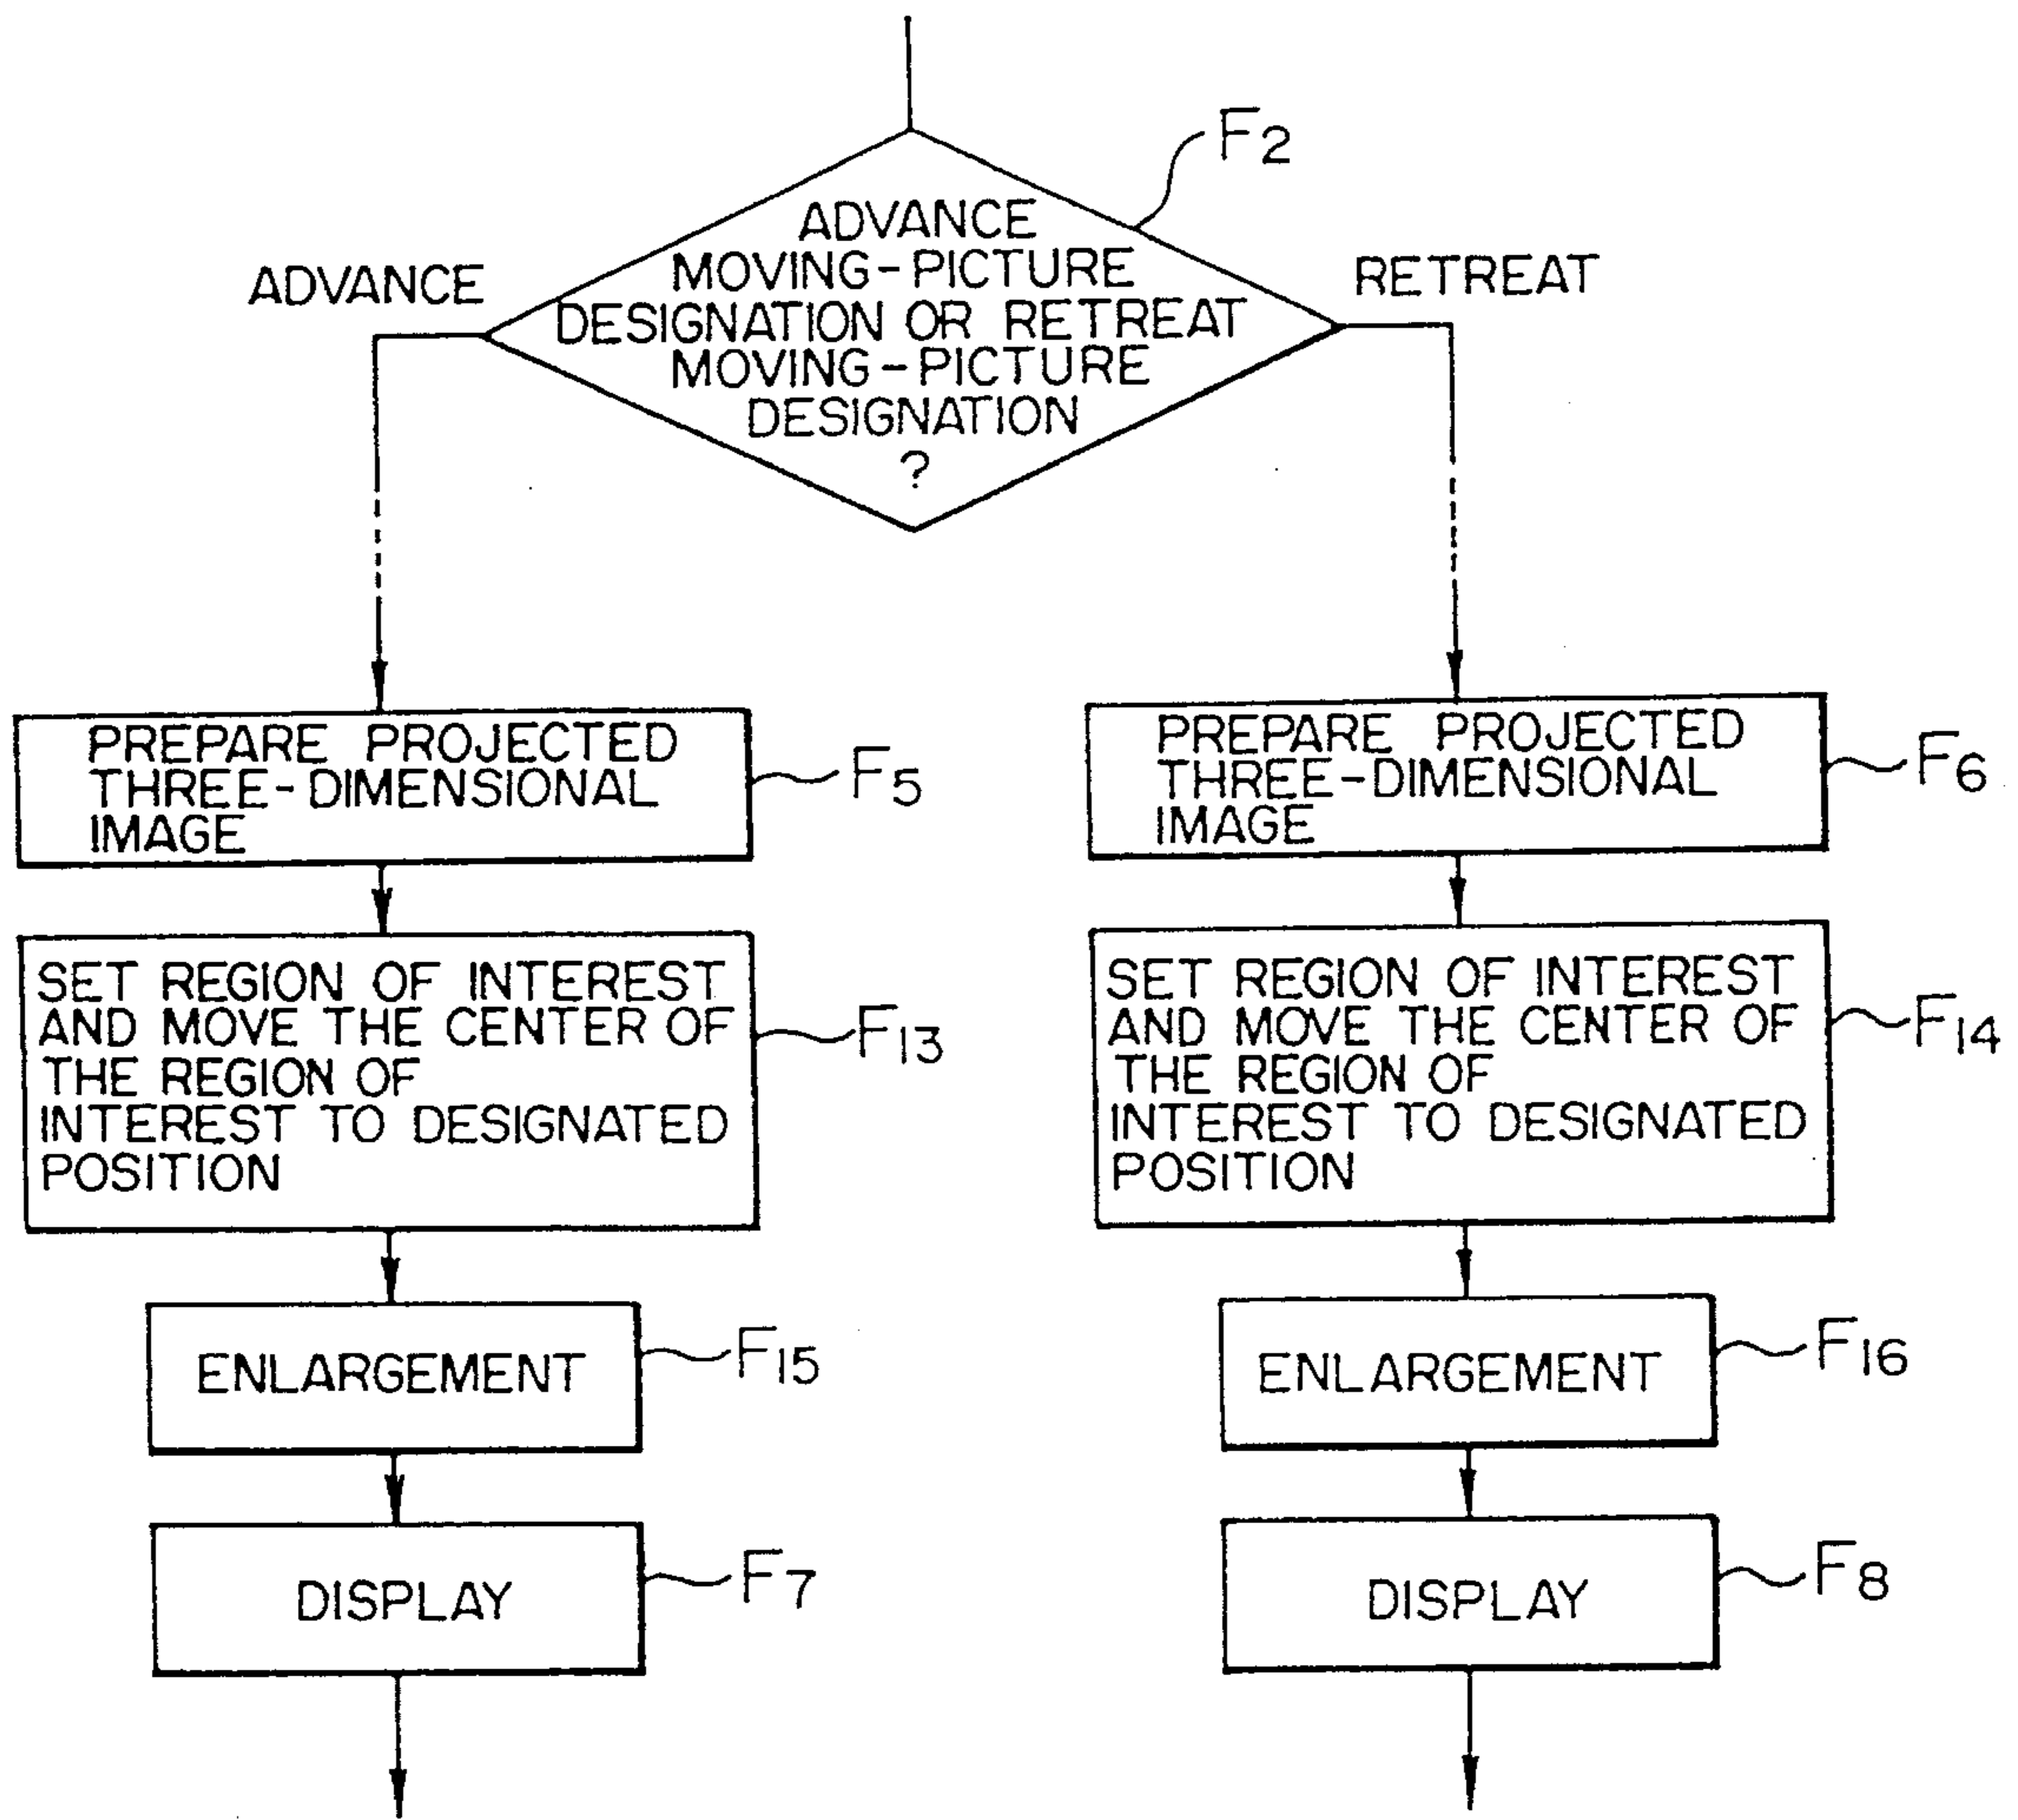 F2
ADVANCE
MOVING-PICTURE
DESIGNATION OR RETREAT
MOVING-PICTURE
DESIGNATION
?
ADVANCE
RETREAT
PREPARE PROJECTED
THREE-DIMENSIONAL
IMAGE
F5
SET REGION OF INTEREST
AND MOVE THE CENTER OF
THE REGION OF
INTEREST TO DESIGNATED
POSITION
F13
ENLARGEMENT
F15
DISPLAY
F7
PREPARE PROJECTED
THREE-DIMENSIONAL
IMAGE
F6
SET REGION OF INTEREST
AND MOVE THE CENTER OF
THE REGION OF
INTEREST TO DESIGNATED
POSITION
F14
ENLARGEMENT
F16
DISPLAY
F8